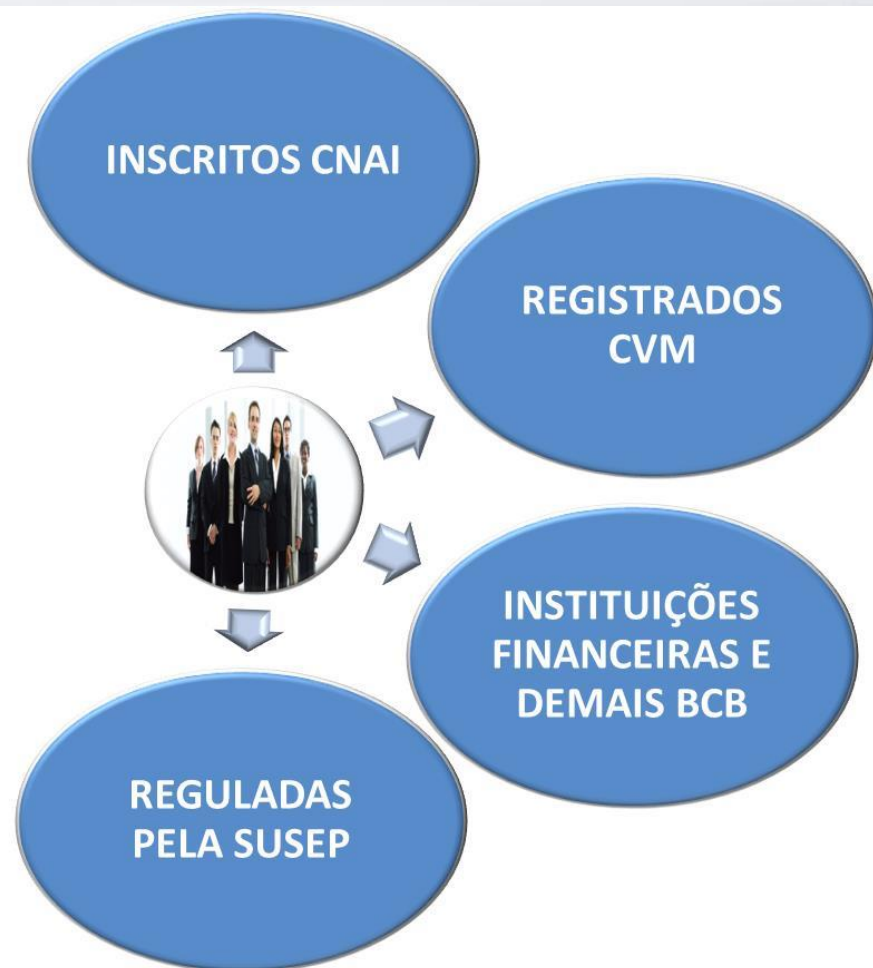 INSCRITOS CNAI
REGISTRADOS
CVM
INSTITUIÇÕES
FINANCEIRAS E
DEMAIS BCB
REGULADAS
PELA SUSEP